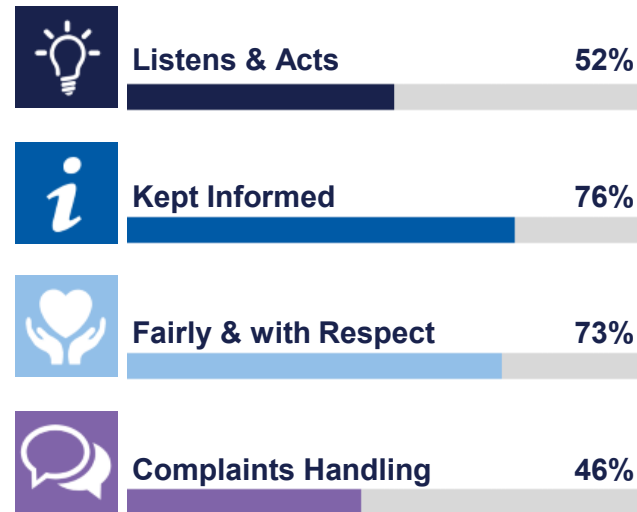 Listens & Acts 52%
Kept Informed 76%
Fairly & with Respect 73%
Complaints Handling 46%